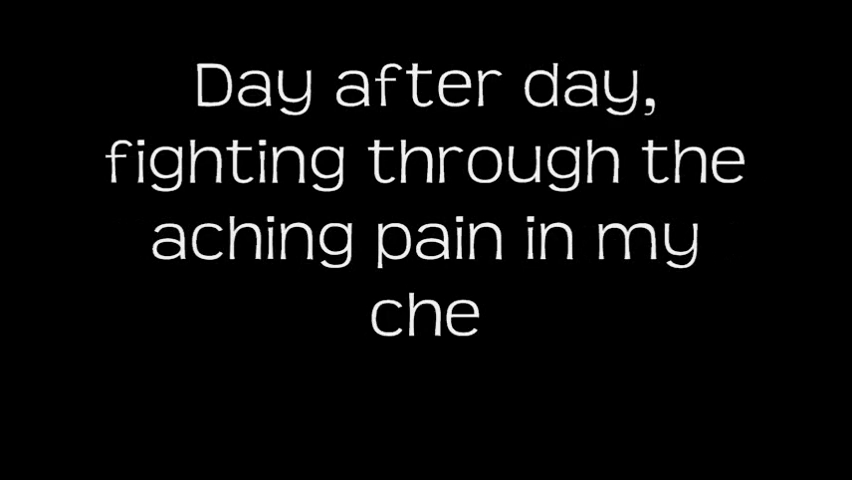 Day after day,
fighting through the
aching pain in my
che